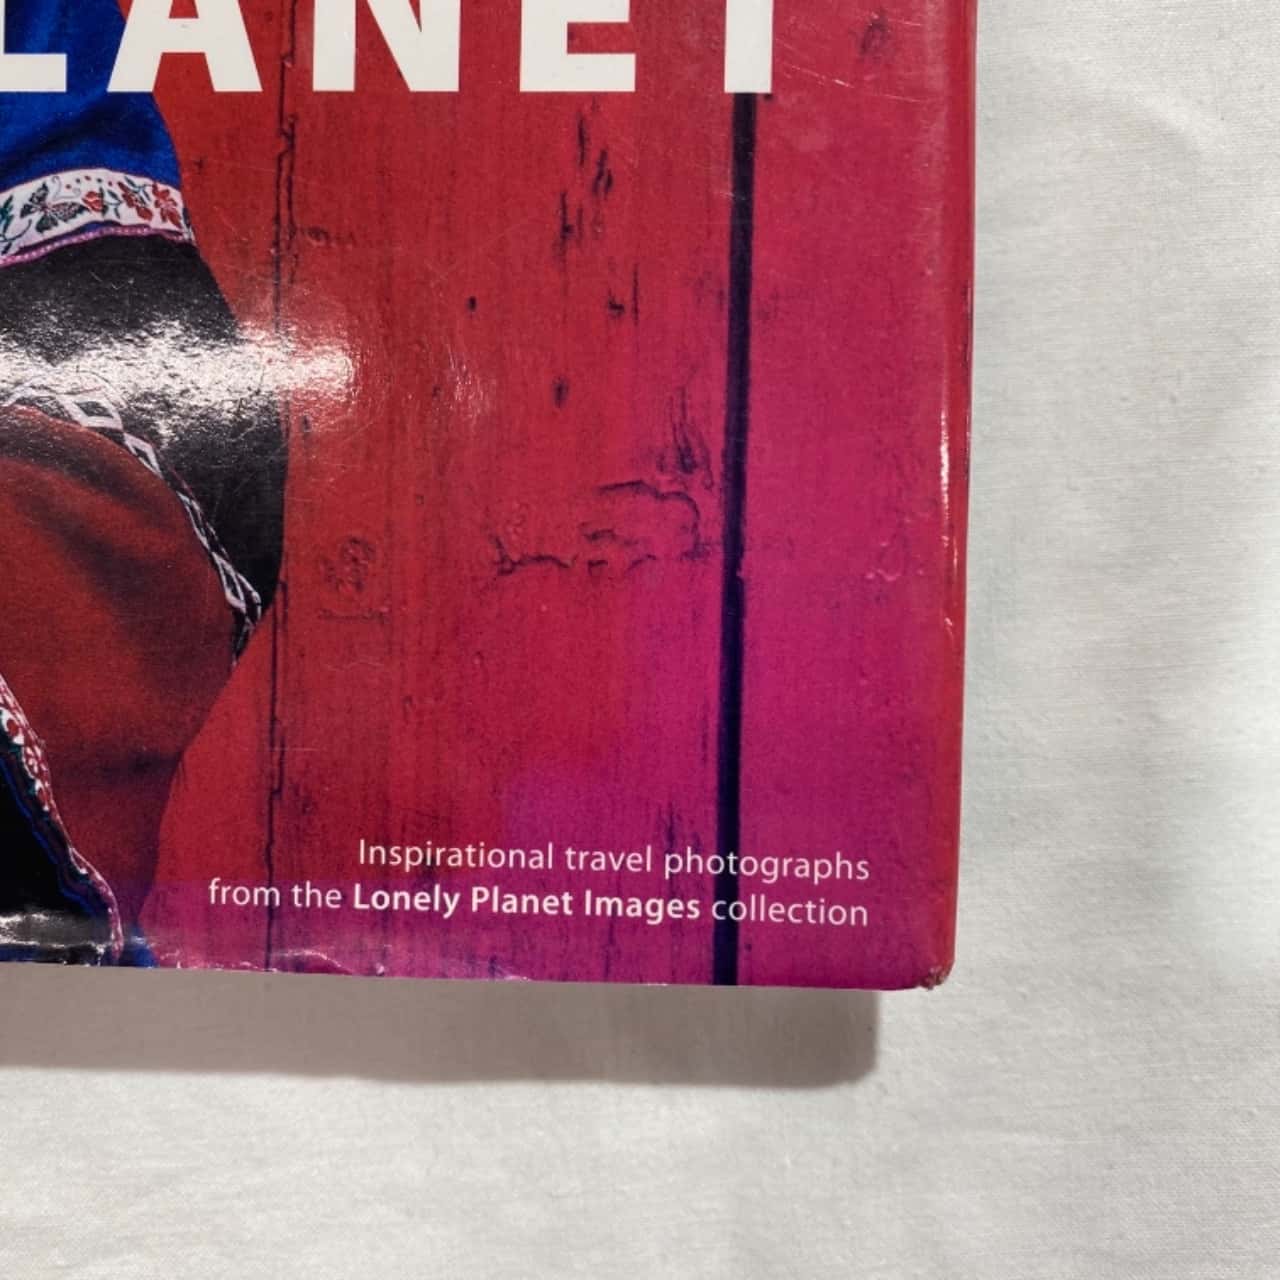 LANET
Inspirational travel photographs
from the Lonely Planet Images collection